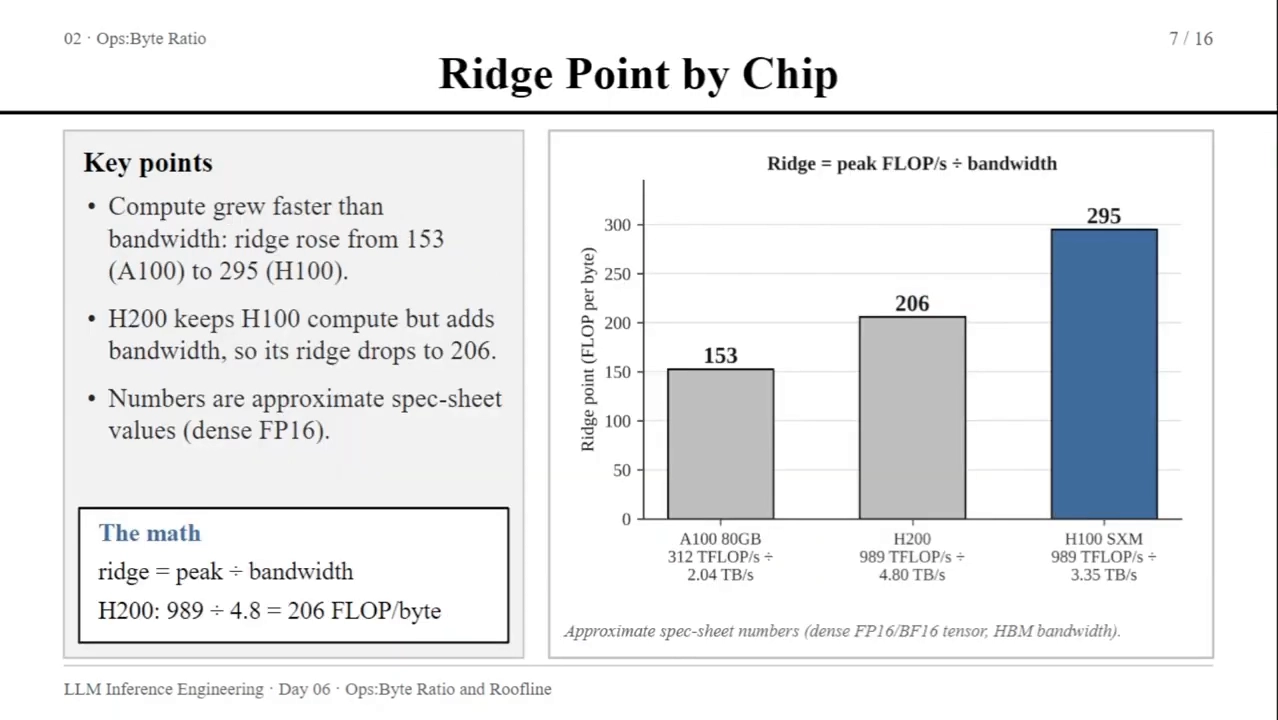 02 · Ops:Byte Ratio
7 / 16
Ridge Point by Chip
Key points
• Compute grew faster than
bandwidth: ridge rose from 153
(A100) to 295 (H100).
• H200 keeps H100 compute but adds
bandwidth, so its ridge drops to 206.
• Numbers are approximate spec-sheet
values (dense FP16).
The math
ridge = peak ÷ bandwidth
H200: 989 ÷ 4.8 = 206 FLOP/byte
Ridge = peak FLOP/s ÷ bandwidth
Ridge point (FLOP per byte)
300
250
200
150
100
50
0
153
206
295
A100 80GB
312 TFLOP/s ÷
2.04 TB/s
H200
989 TFLOP/s ÷
4.80 TB/s
H100 SXM
989 TFLOP/s ÷
3.35 TB/s
Approximate spec-sheet numbers (dense FP16/BF16 tensor, HBM bandwidth).
LLM Inference Engineering · Day 06 · Ops:Byte Ratio and Roofline